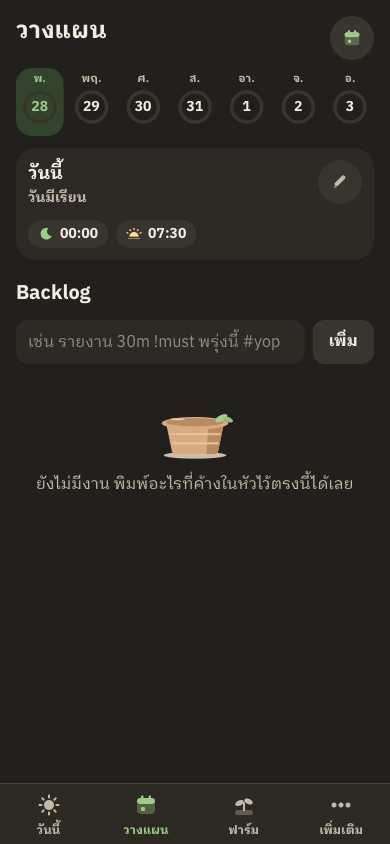 วางแผน
พ. พฤ. ศ. ส. อา. จ. อ.
28 29 30 31 1 2 3
วันนี้
วันมีเรียน
00:00 07:30
Backlog
เช่น รายงาน 30m !must พรุ่งนี้ #yop
เพิ่ม
ยังไม่มีงาน พิมพ์อะไรที่ค้างในหัวไว้ตรงนี้ได้เลย
วันนี้ วางแผน ฟาร์ม เพิ่มเติม